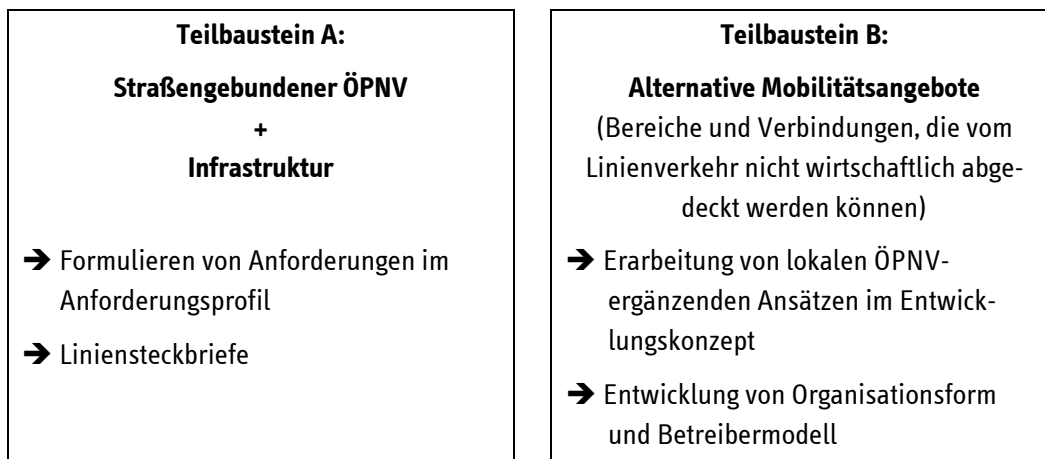 Teilbaustein A:
Straßengebundener ÖPNV
+
Infrastruktur
➔ Formulieren von Anforderungen im
Anforderungsprofil
➔ Liniensteckbriefe
Teilbaustein B:
Alternative Mobilitätsangebote
(Bereiche und Verbindungen, die vom
Linienverkehr nicht wirtschaftlich abge-
deckt werden können)
➔ Erarbeitung von lokalen ÖPNV-
ergänzenden Ansätzen im Entwick-
lungskonzept
➔ Entwicklung von Organisationsform
und Betreibermodell